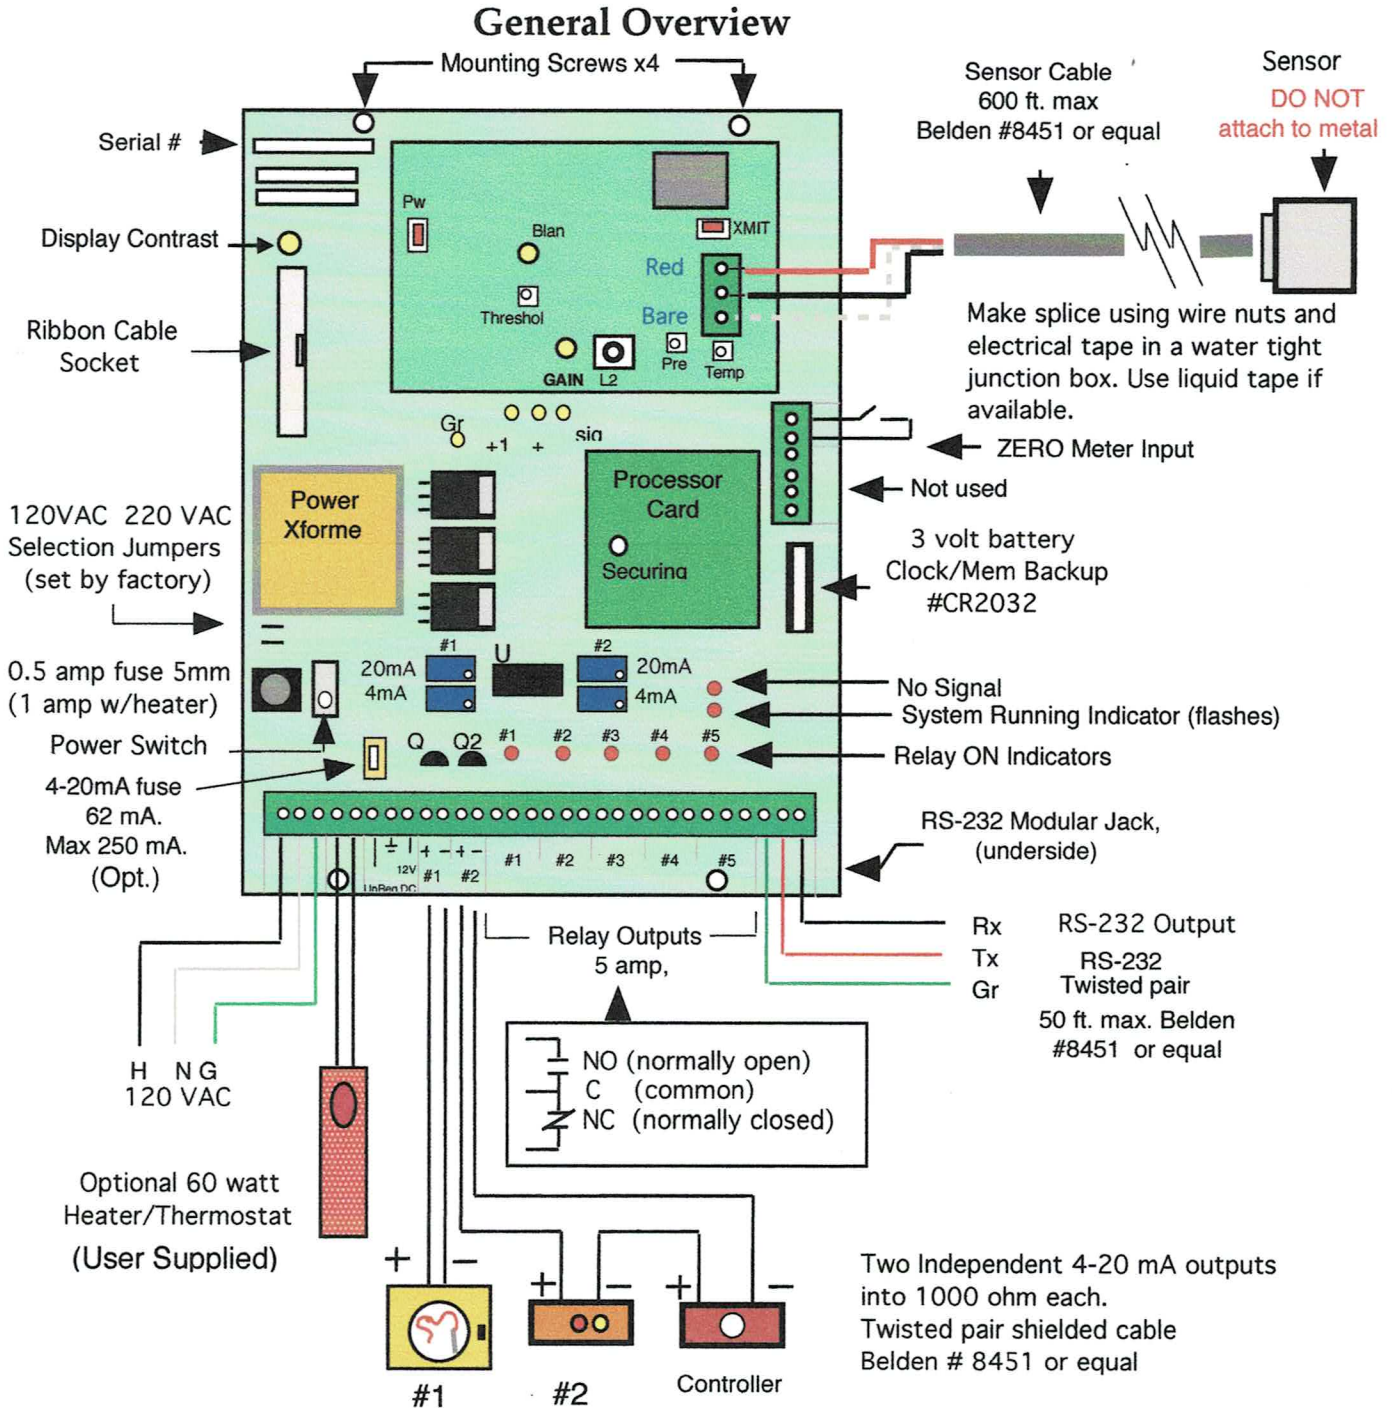 General Overview
Mounting Screws x4
Sensor Cable
600 ft. max
Belden #8451 or equal
Sensor
DO NOT
attach to metal
Serial #
Pw
Blan
XMIT
Display Contrast
Red
Threshol
Bare
Ribbon Cable
Socket
GAIN
L2
Pre
Temp
Make splice using wire nuts and
electrical tape in a water tight
junction box. Use liquid tape if
available.
Gr
+1
+
sig
ZERO Meter Input
Power
Xforme
Processor
Card
Securing
Not used
120VAC 220 VAC
Selection Jumpers
(set by factory)
3 volt battery
Clock/Mem Backup
#CR2032
#1
U
#2
20mA
4mA
20mA
4mA
0.5 amp fuse 5mm
(1 amp w/heater)
No Signal
System Running Indicator (flashes)
Power Switch
Q
Q2
#1
#2
#3
#4
#5
Relay ON Indicators
4-20mA fuse
62 mA.
Max 250 mA.
(Opt.)
RS-232 Modular Jack,
(underside)
+ - + -
12V
#1
#2
#1
#2
#3
#4
#5
UnReg DC
Relay Outputs
5 amp,
Rx
RS-232 Output
Tx
RS-232
Gr
Twisted pair
50 ft. max. Belden
#8451 or equal
H N G
120 VAC
NO (normally open)
C (common)
NC (normally closed)
Optional 60 watt
Heater/Thermostat
(User Supplied)
+ −
+ −
+ −
Two Independent 4-20 mA outputs
into 1000 ohm each.
Twisted pair shielded cable
Belden # 8451 or equal
#1
#2
Controller